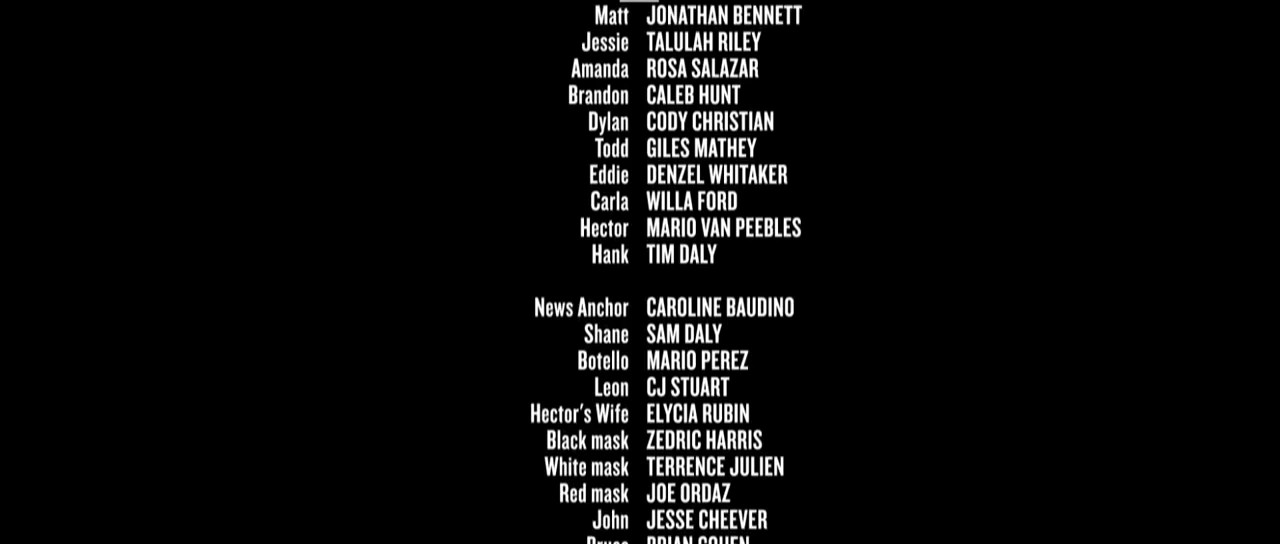 Matt JONATHAN BENNETT
Jessie TALULAH RILEY
Amanda ROSA SALAZAR
Brandon CALEB HUNT
Dylan CODY CHRISTIAN
Todd GILES MATHEY
Eddie DENZEL WHITAKER
Carla WILLA FORD
Hector MARIO VAN PEEBLES
Hank TIM DALY
News Anchor CAROLINE BAUDINO
Shane SAM DALY
Botello MARIO PEREZ
Leon CJ STUART
Hector's Wife ELYCIA RUBIN
Black mask ZEDRIC HARRIS
White mask TERRENCE JULIEN
Red mask JOE ORDAZ
John JESSE CHEEVER